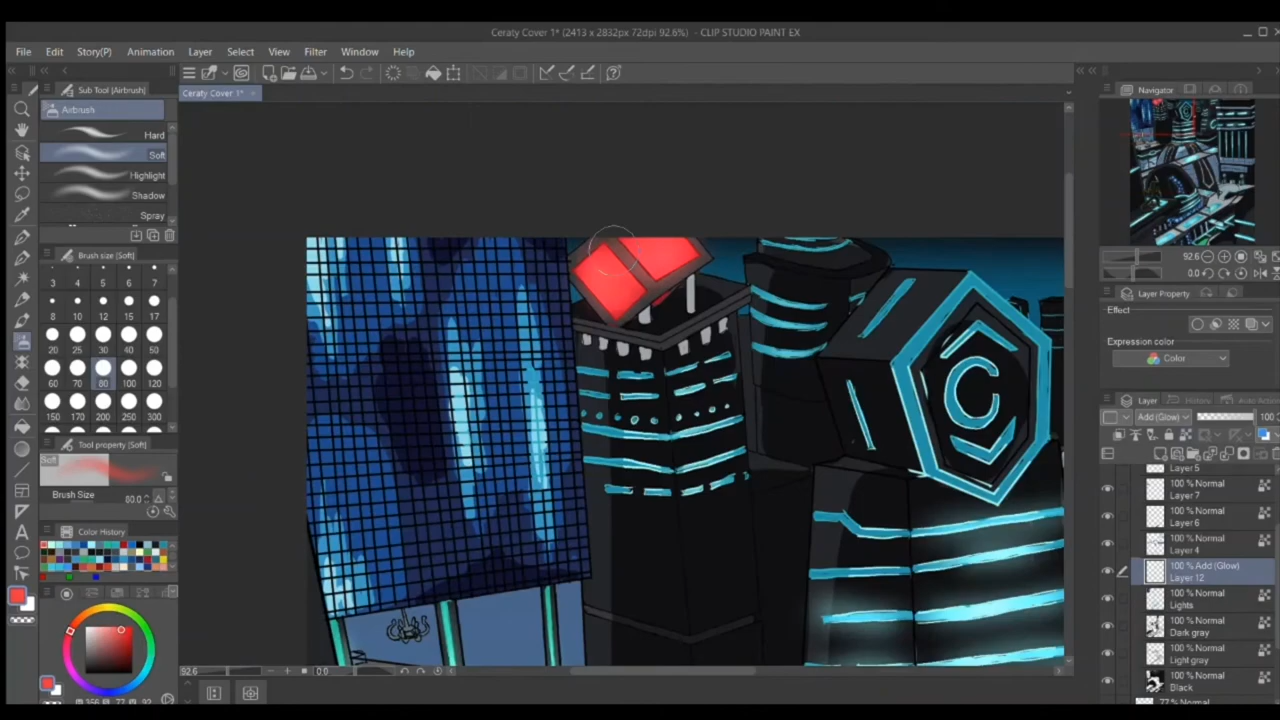 Ceraty Cover 1* (2413 x 2832px 72dpi 92.6%) - CLIP STUDIO PAINT EX
File Edit Story(P) Animation Layer Select View Filter Window Help
Sub Tool [Airbrush]
Ceraty Cover 1*
Navigator
Airbrush
Hard
Soft
Highlight
Shadow
Spray
Brush size [Soft]
3 4 5 6 7
8 10 12 15 17
20 25 30 40 50
60 70 80 100 120
150 170 200 250 300
Tool property [Soft]
Soft
Brush Size 80.0
Color History
92.6
0.0
Layer Property
Effect
Expression color
Color
Layer History Auto Action
Add (Glow) 100
Layer 5
100 % Normal
Layer 7
100 % Normal
Layer 6
100 % Normal
Layer 4
100 % Add (Glow)
Layer 12
100 % Normal
Lights
100 % Normal
Dark gray
100 % Normal
Light gray
100 % Normal
Black
77 % Normal
C
92.6 0.0